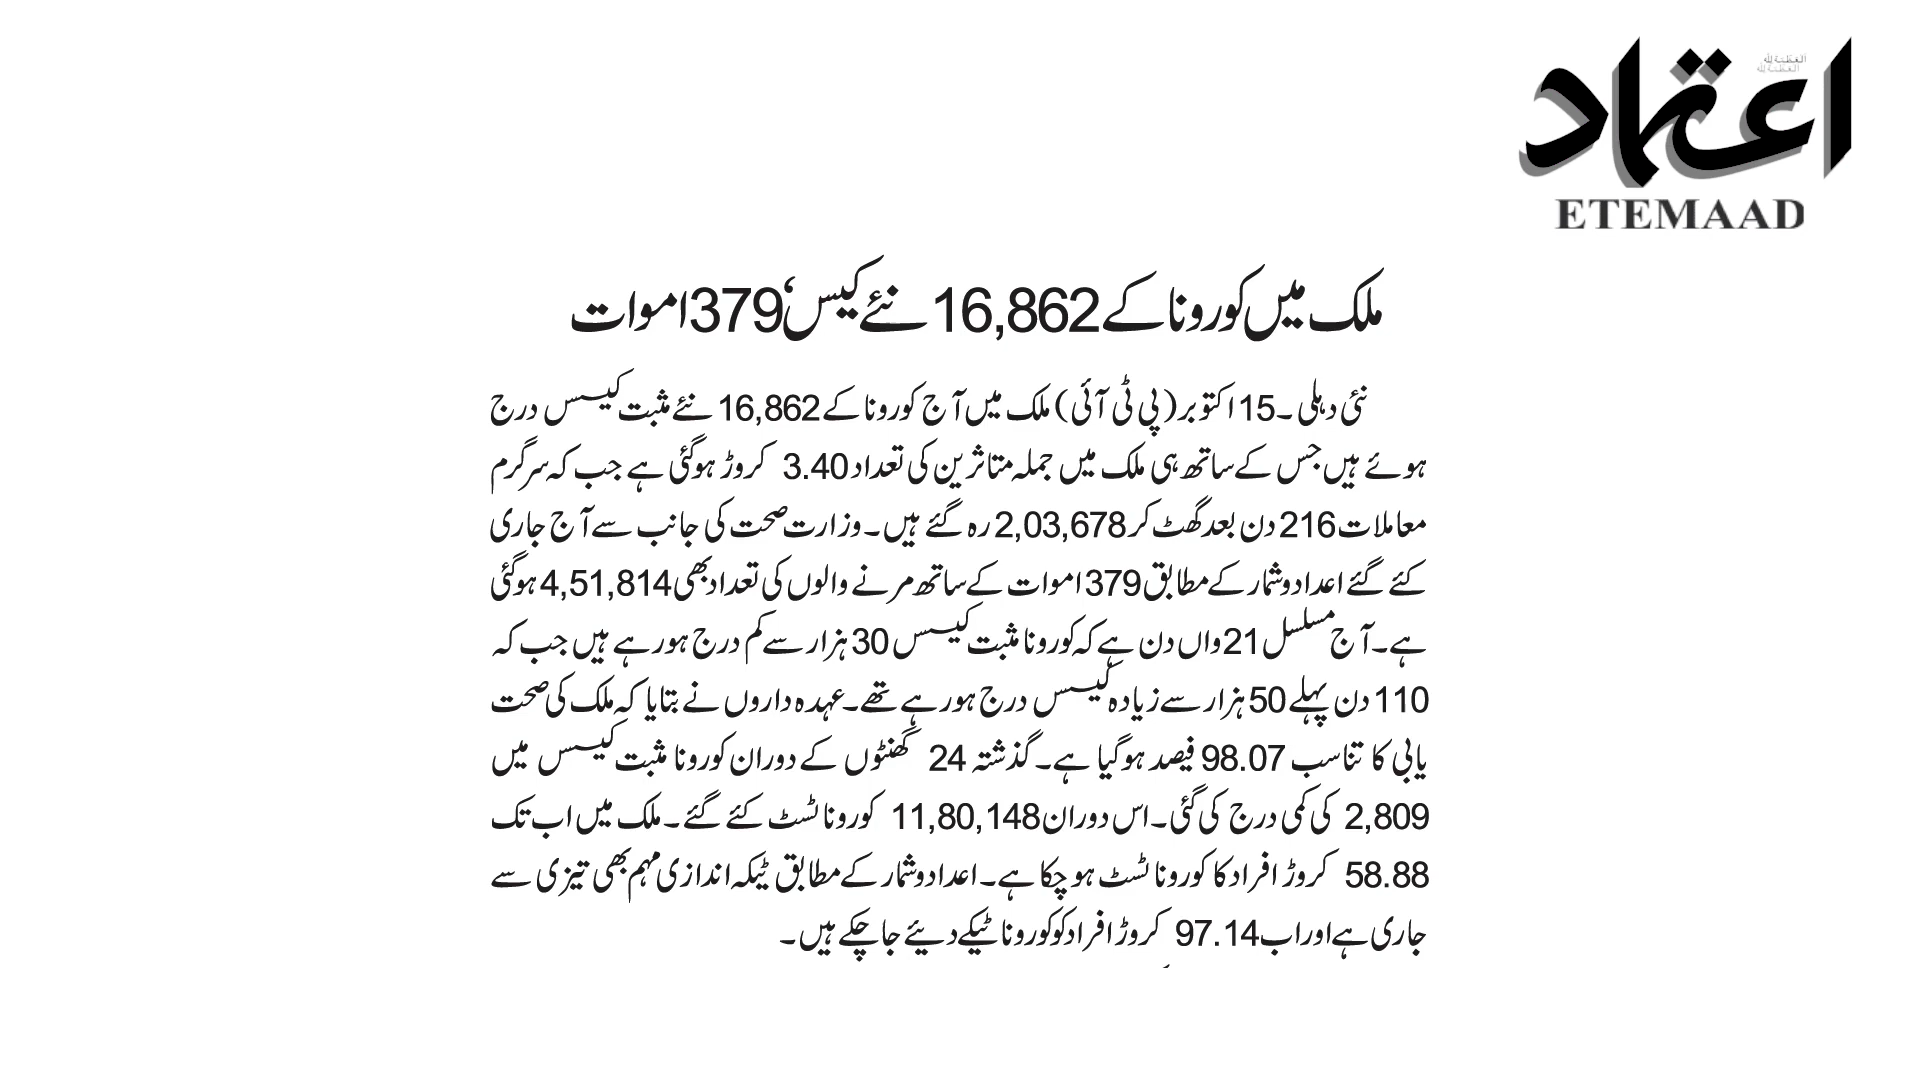 اعتماد
ETEMAAD
ملک میں کورونا کے 16,862 نئے کیس، 379 اموات
نئی دہلی۔ 15 اکتوبر (پی ٹی آئی) ملک میں آج کورونا کے 16,862 نئے مثبت کیسس درج
ہوئے ہیں جس کے ساتھ ہی ملک میں جملہ متاثرین کی تعداد 3.40 کروڑ ہوگئی ہے جب کہ سرگرم
معاملات 216 دن بعد گھٹ کر 2,03,678 رہ گئے ہیں۔ وزارت صحت کی جانب سے آج جاری
کئے گئے اعداد و شمار کے مطابق 379 اموات کے ساتھ مرنے والوں کی تعداد بھی 4,51,814 ہوگئی
ہے۔ آج مسلسل 21 واں دن ہے کہ کورونا مثبت کیسس 30 ہزار سے کم درج ہورہے ہیں جب کہ
110 دن پہلے 50 ہزار سے زیادہ کیسس درج ہورہے تھے۔ عہدہ داروں نے بتایا کہ ملک کی صحت
یابی کا تناسب 98.07 فیصد ہوگیا ہے۔ گذشتہ 24 گھنٹوں کے دوران کورونا مثبت کیسس میں
2,809 کی کمی درج کی گئی۔ اس دوران 11,80,148 کورونا ٹسٹ کئے گئے۔ ملک میں اب تک
58.88 کروڑ افراد کا کورونا ٹسٹ ہوچکا ہے۔ اعداد و شمار کے مطابق ٹیکہ اندازی مہم بھی تیزی سے
جاری ہے اور اب 97.14 کروڑ افراد کو کورونا ٹیکے دیئے جاچکے ہیں۔